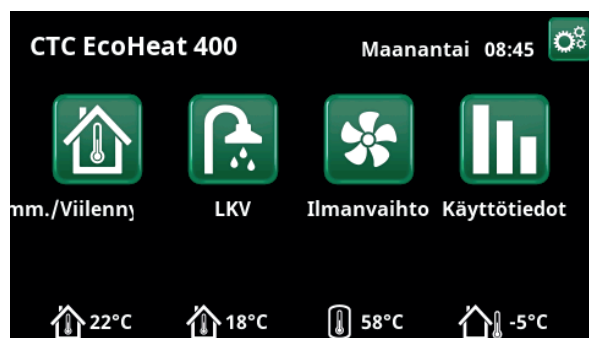 CTC EcoHeat 400
Maanantai 08:45
mm./Viilenny
LKV
Ilmanvaihto
Käyttötiedot
22°C
18°C
58°C
-5°C